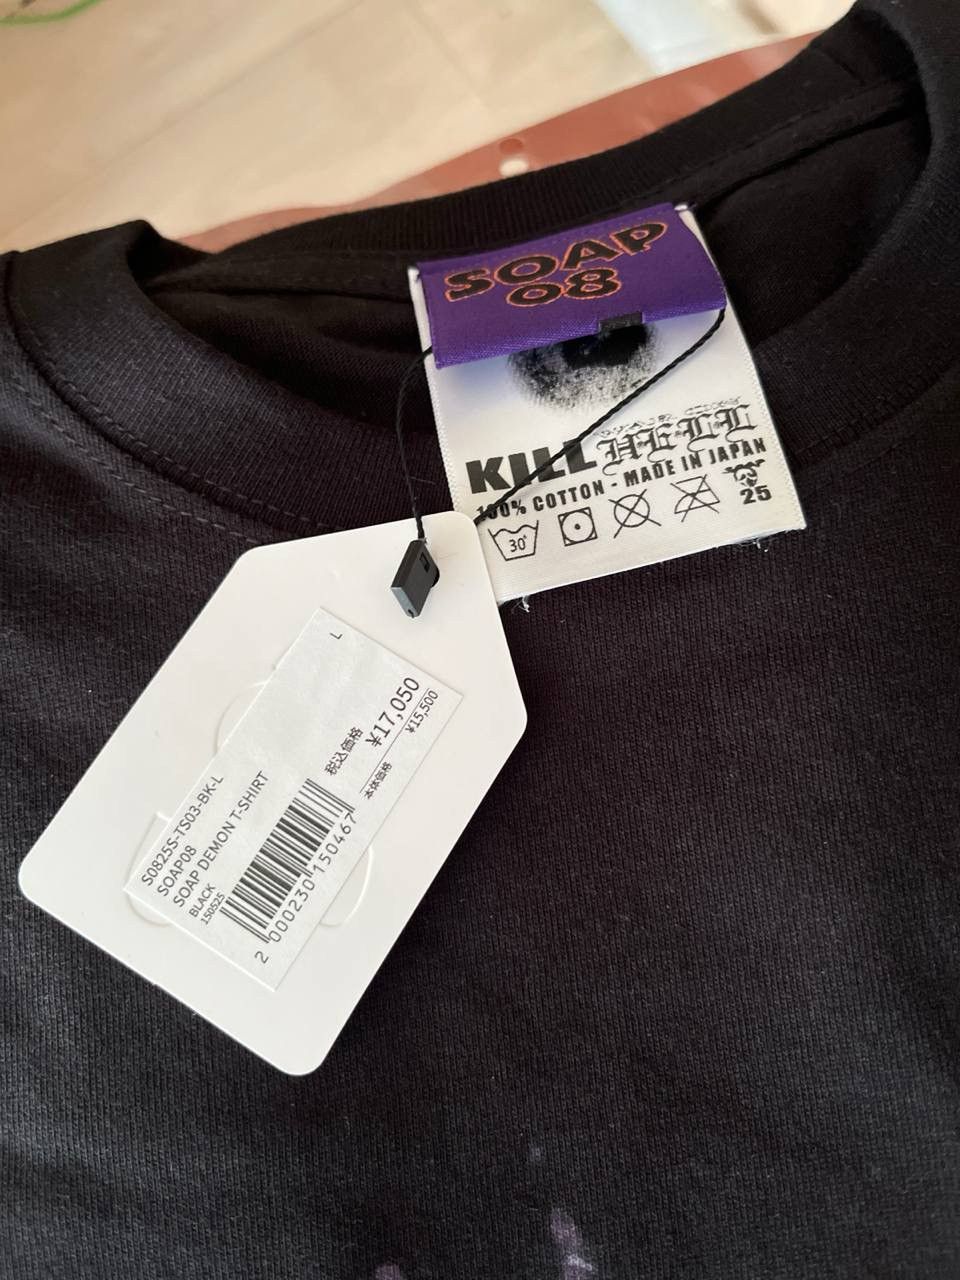 SOAP
08
KILL HELL
100% COTTON - MADE IN JAPAN
25
30°
L
S0825S-TS03-BK-L
SOAP08
SOAP DEMON T-SHIRT
BLACK
150525
2 000230 150467
税込価格 ¥17,050
本体価格 ¥15,500